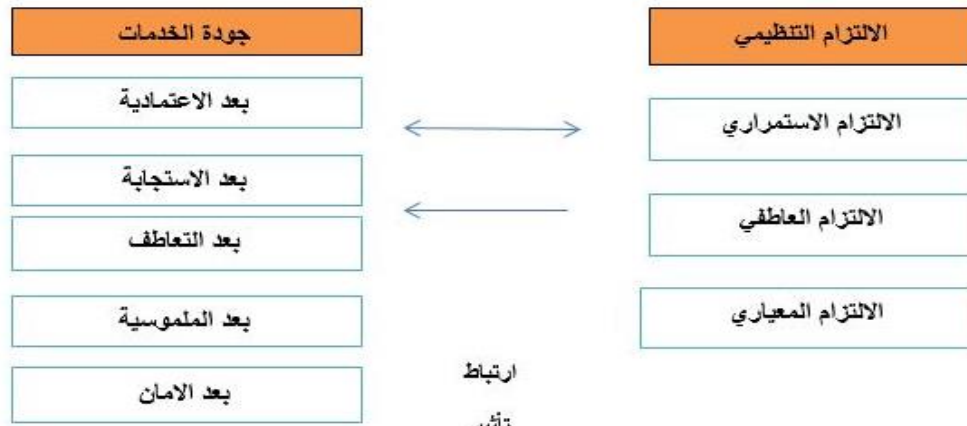 الالتزام التنظيمي
الالتزام الاستمراري
الالتزام العاطفي
الالتزام المعياري
جودة الخدمات
بعد الاعتمادية
بعد الاستجابة
بعد التعاطف
بعد الملموسية
بعد الامان
ارتباط
تأثير